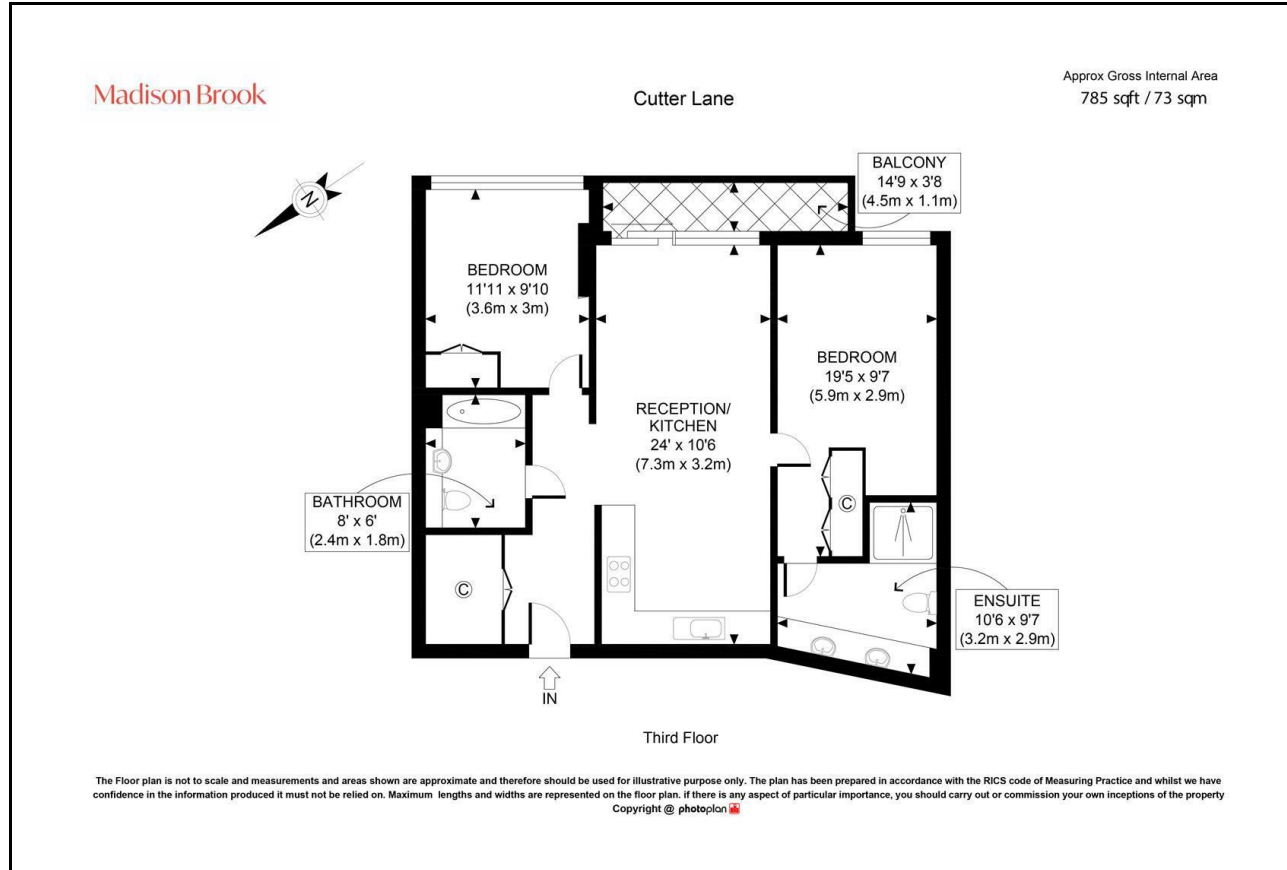 Madison Brook
Cutter Lane
Approx Gross Internal Area
785 sqft / 73 sqm
N
BALCONY
14'9 x 3'8
(4.5m x 1.1m)
BEDROOM
11'11 x 9'10
(3.6m x 3m)
BEDROOM
19'5 x 9'7
(5.9m x 2.9m)
RECEPTION/
KITCHEN
24' x 10'6
(7.3m x 3.2m)
BATHROOM
8' x 6'
(2.4m x 1.8m)
C
C
ENSUITE
10'6 x 9'7
(3.2m x 2.9m)
IN
Third Floor
The Floor plan is not to scale and measurements and areas shown are approximate and therefore should be used for illustrative purpose only. The plan has been prepared in accordance with the RICS code of Measuring Practice and whilst we have
confidence in the information produced it must not be relied on. Maximum lengths and widths are represented on the floor plan. if there is any aspect of particular importance, you should carry out or commission your own inceptions of the property
Copyright @ photoplan